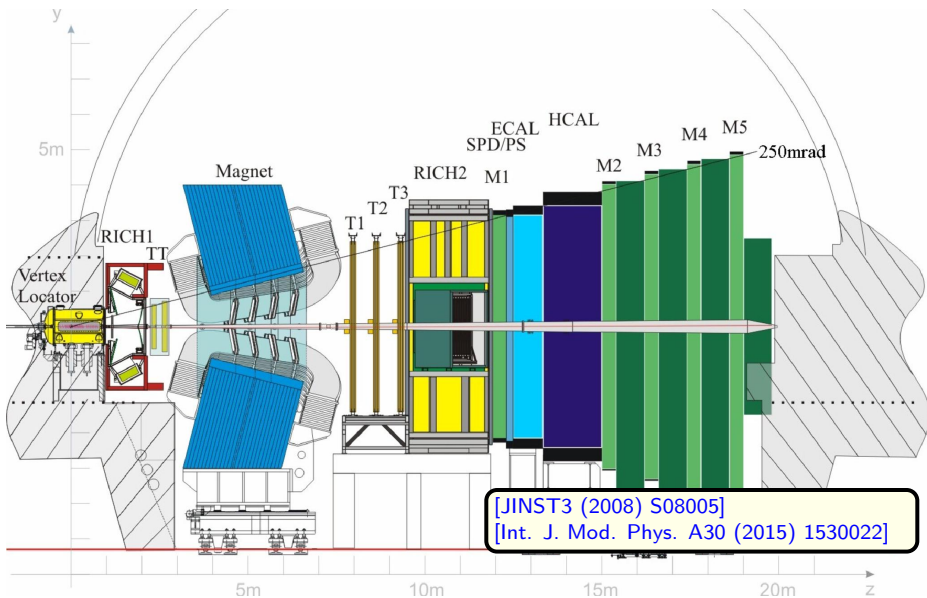 y
5m
Vertex
Locator
RICH1
TT
Magnet
T1
T2
T3
RICH2
M1
SPD/PS
ECAL
HCAL
M2
M3
M4
M5
250mrad
[JINST3 (2008) S08005]
[Int. J. Mod. Phys. A30 (2015) 1530022]
5m
10m
15m
20m
z